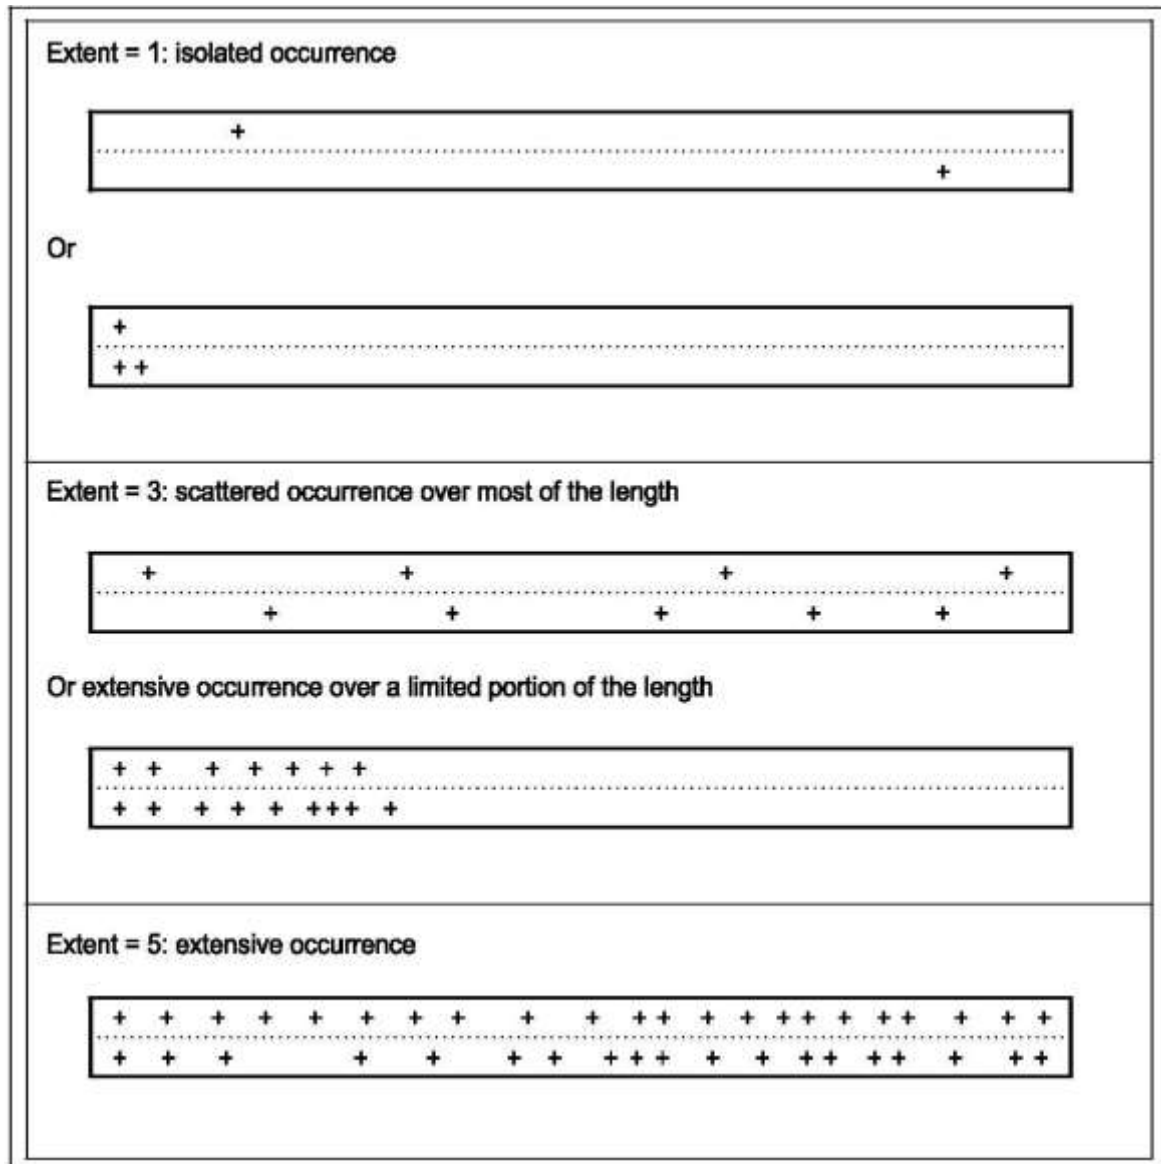 Extent = 1: isolated occurrence
Or
Extent = 3: scattered occurrence over most of the length
Or extensive occurrence over a limited portion of the length
Extent = 5: extensive occurrence